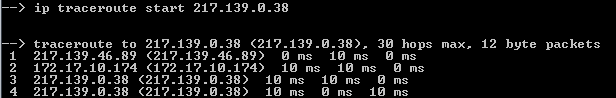 --> ip traceroute start 217.139.0.38
--> traceroute to 217.139.0.38 (217.139.0.38), 30 hops max, 12 byte packets
1 217.139.46.89 (217.139.46.89) 0 ms 10 ms 0 ms
2 172.17.10.174 (172.17.10.174) 10 ms 10 ms 0 ms
3 217.139.0.38 (217.139.0.38) 10 ms 10 ms 10 ms
4 217.139.0.38 (217.139.0.38) 10 ms 0 ms 10 ms